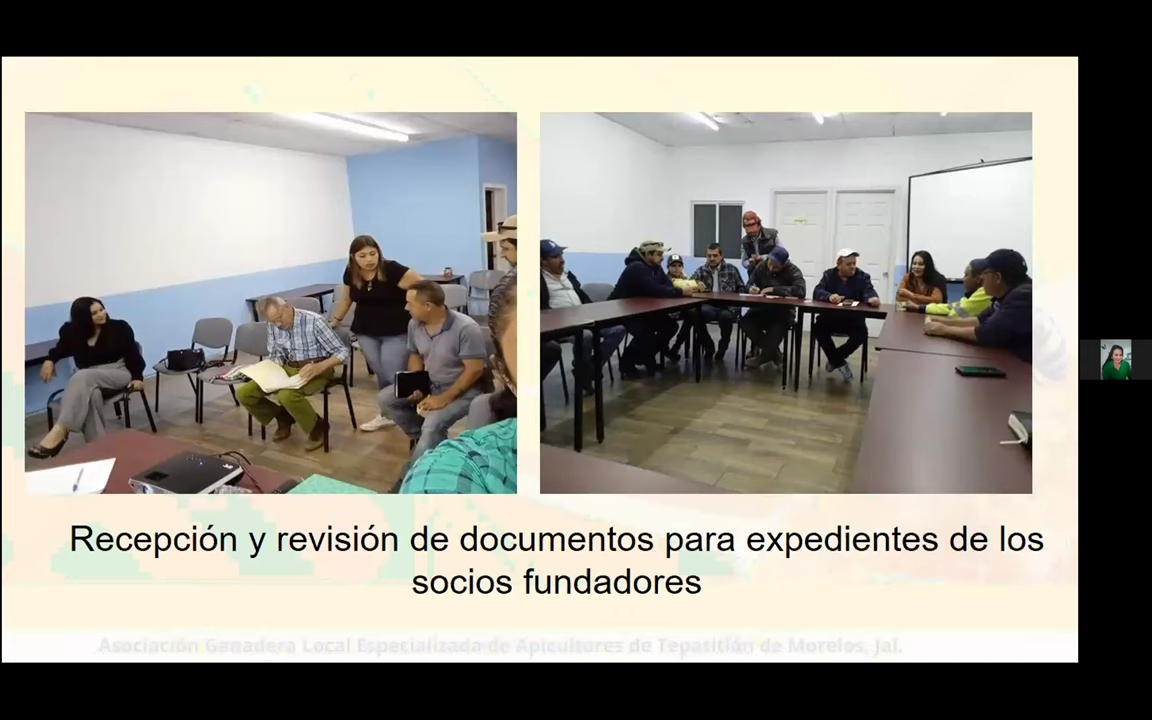 Recepción y revisión de documentos para expedientes de los
socios fundadores
Asociación Ganadera Local Especializada de Apicultores de Tepatitlán de Morelos, Jal.